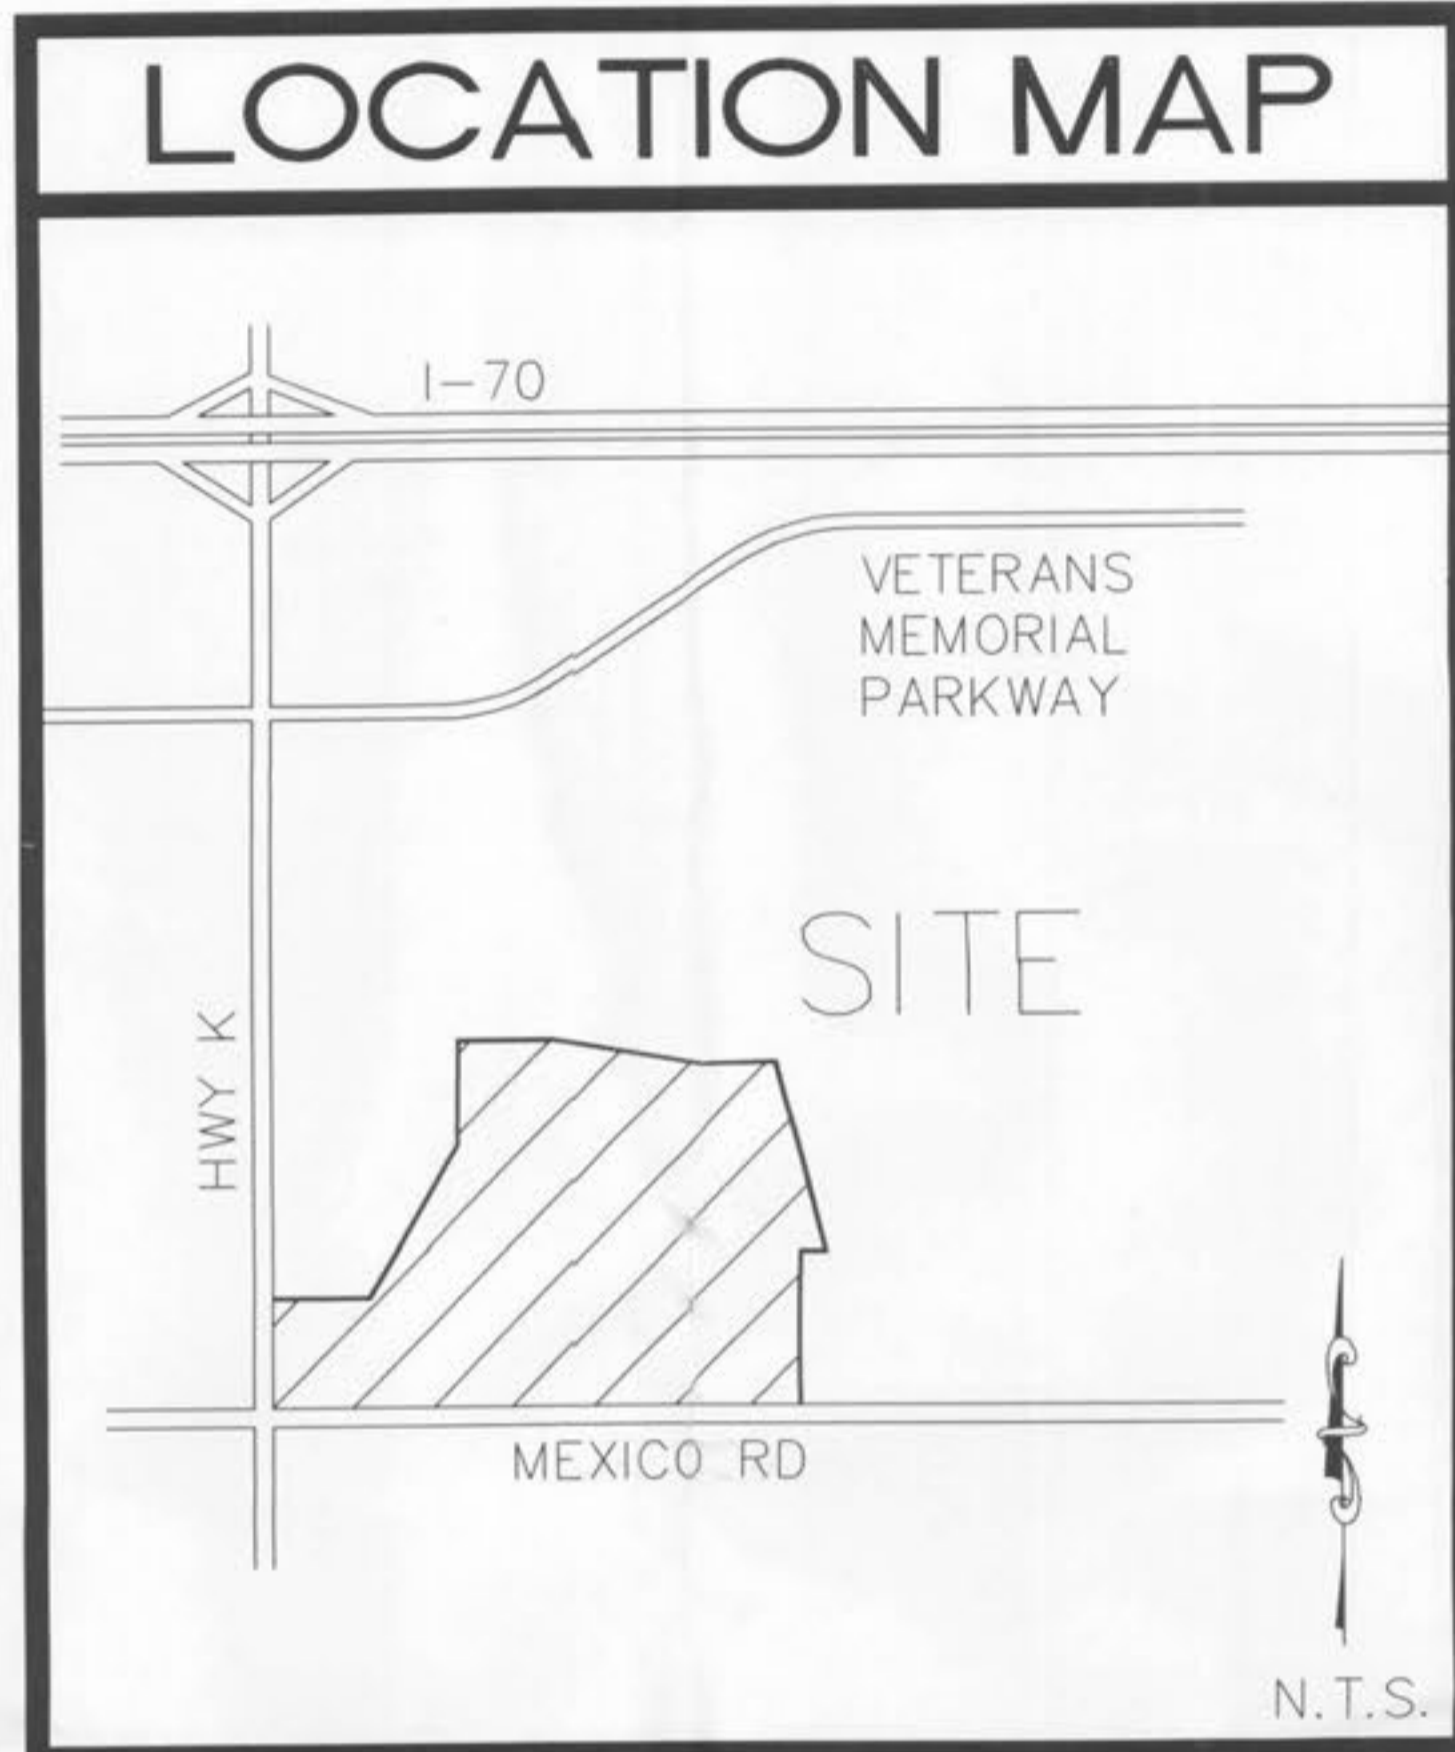 LOCATION MAP
I-70
VETERANS
MEMORIAL
PARKWAY
SITE
HWY K
MEXICO RD
N.T.S.